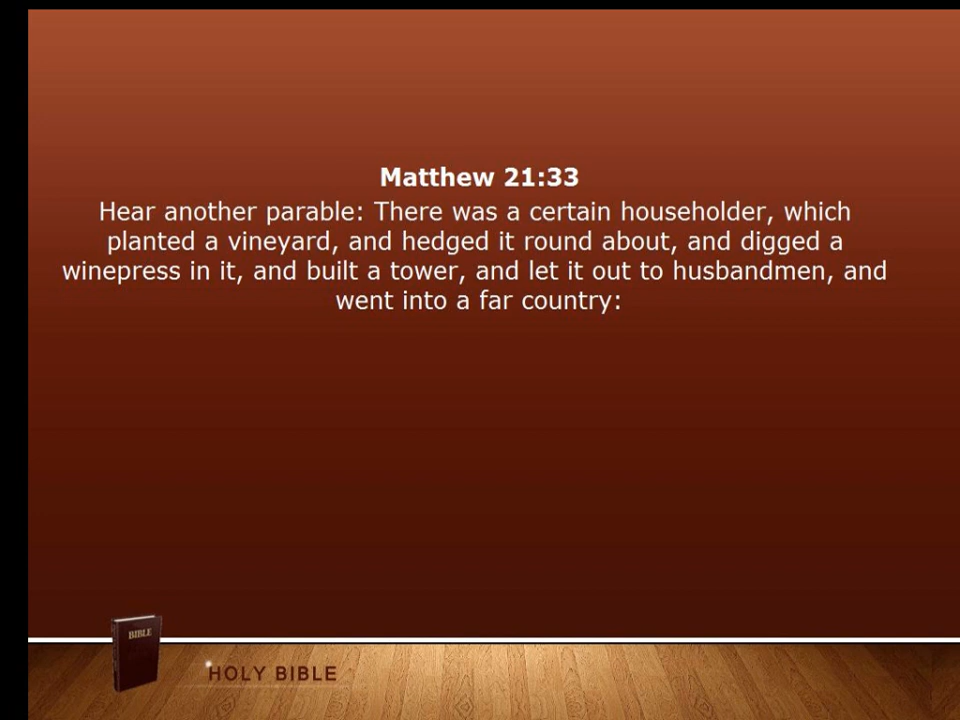 Matthew 21:33
Hear another parable: There was a certain householder, which
planted a vineyard, and hedged it round about, and digged a
winepress in it, and built a tower, and let it out to husbandmen, and
went into a far country:
BIBLE
HOLY BIBLE